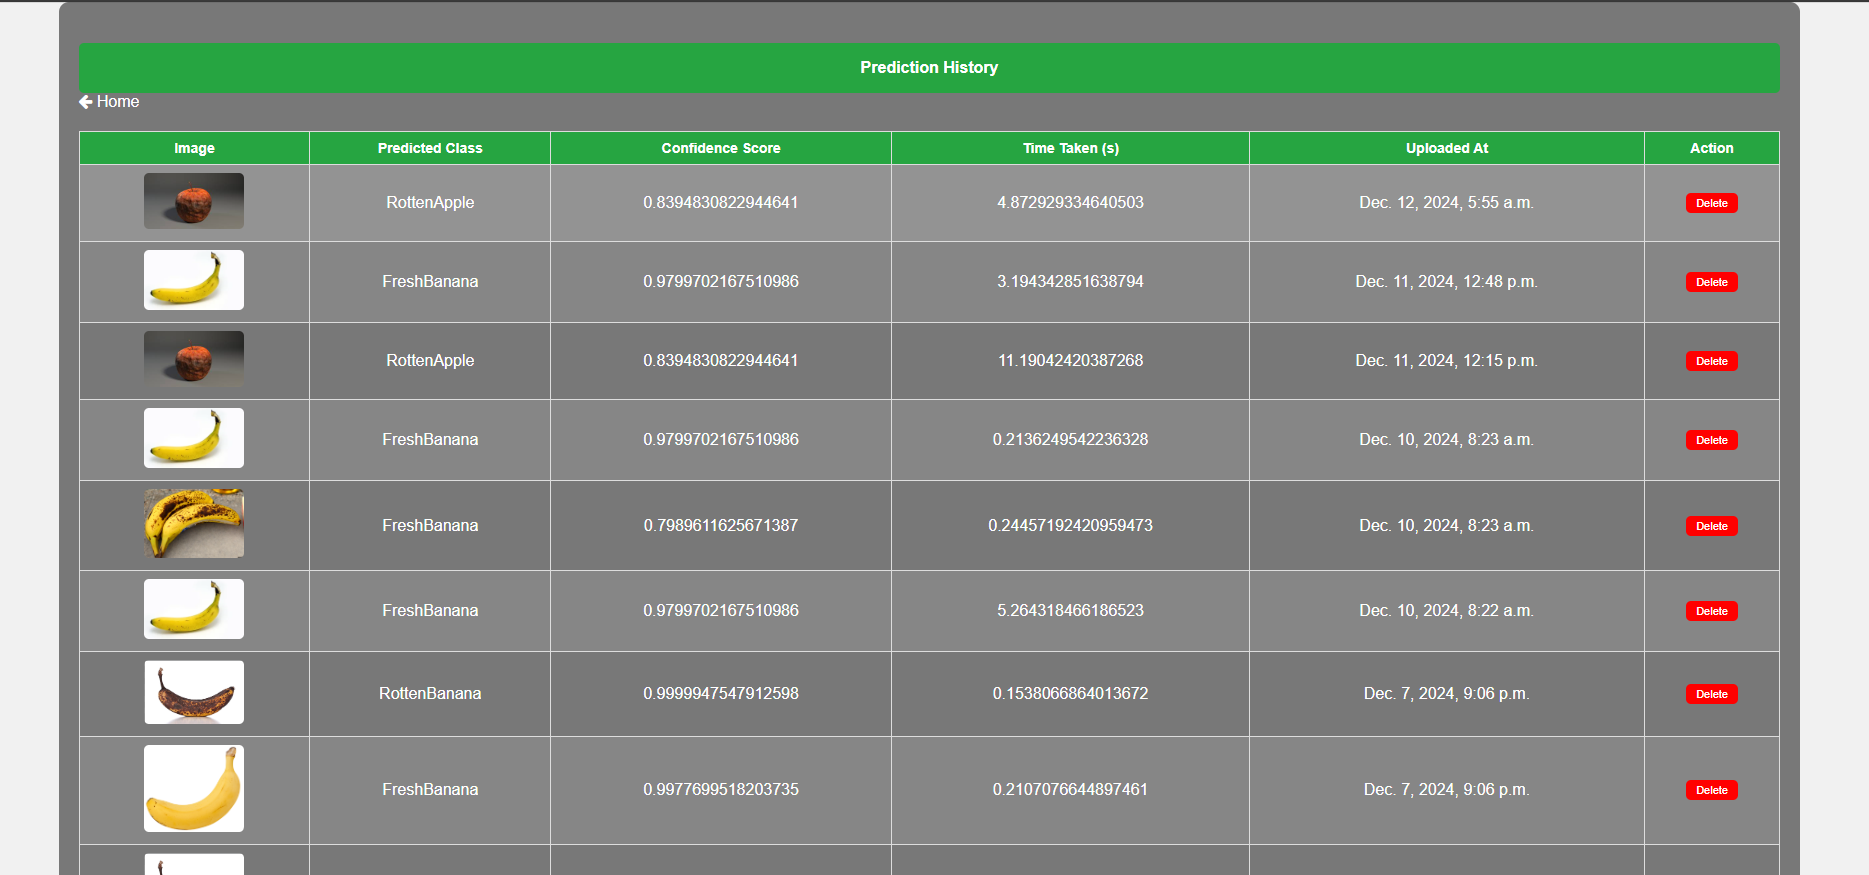 Prediction History
Home
Image Predicted Class Confidence Score Time Taken (s) Uploaded At Action
RottenApple 0.8394830822944641 4.872929334640503 Dec. 12, 2024, 5:55 a.m. Delete
FreshBanana 0.9799702167510986 3.194342851638794 Dec. 11, 2024, 12:48 p.m. Delete
RottenApple 0.8394830822944641 11.19042420387268 Dec. 11, 2024, 12:15 p.m. Delete
FreshBanana 0.9799702167510986 0.2136249542236328 Dec. 10, 2024, 8:23 a.m. Delete
FreshBanana 0.7989611625671387 0.24457192420959473 Dec. 10, 2024, 8:23 a.m. Delete
FreshBanana 0.9799702167510986 5.264318466186523 Dec. 10, 2024, 8:22 a.m. Delete
RottenBanana 0.9999947547912598 0.1538066864013672 Dec. 7, 2024, 9:06 p.m. Delete
FreshBanana 0.9977699518203735 0.2107076644897461 Dec. 7, 2024, 9:06 p.m. Delete